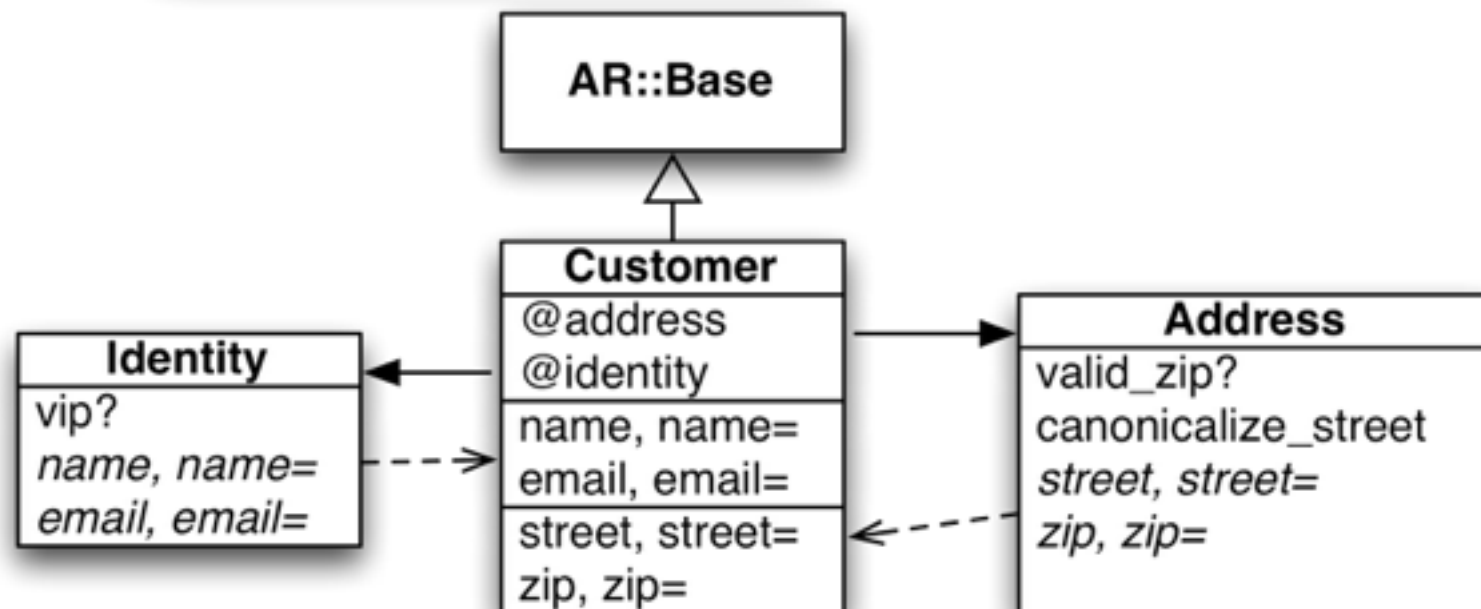 AR::Base
Customer
@address
@identity
name, name=
email, email=
street, street=
zip, zip=
Identity
vip?
name, name=
email, email=
Address
valid_zip?
canonicalize_street
street, street=
zip, zip=